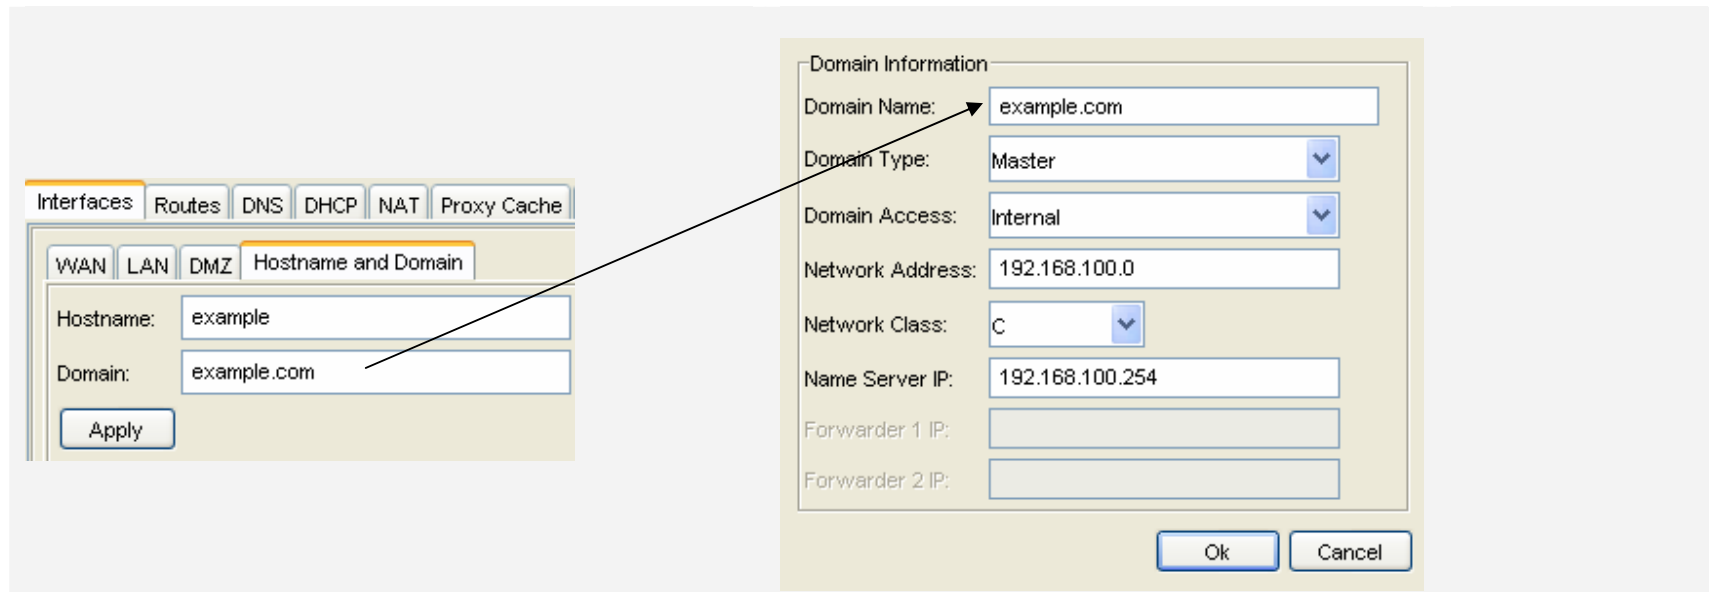 Interfaces Routes DNS DHCP NAT Proxy Cache
WAN LAN DMZ Hostname and Domain
Hostname: example
Domain: example.com
Apply
Domain Information
Domain Name: example.com
Domain Type: Master
Domain Access: Internal
Network Address: 192.168.100.0
Network Class: C
Name Server IP: 192.168.100.254
Forwarder 1 IP:
Forwarder 2 IP:
Ok Cancel